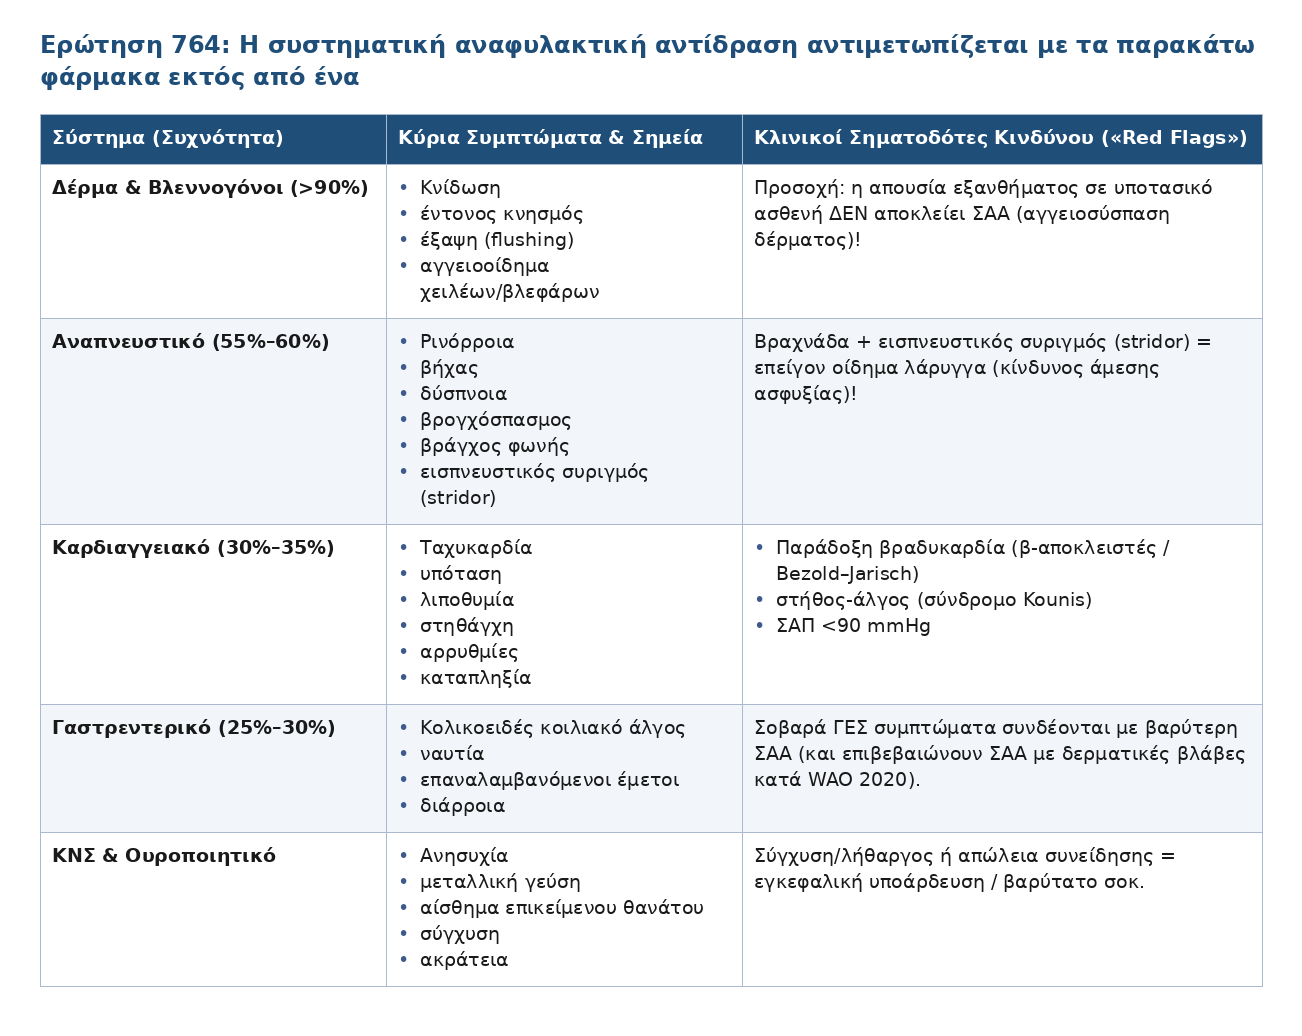 Ερώτηση 764: Η συστηματική αναφυλακτική αντίδραση αντιμετωπίζεται με τα παρακάτω
φάρμακα εκτός από ένα
Σύστημα (Συχνότητα)
Κύρια Συμπτώματα & Σημεία
Κλινικοί Σηματοδότες Κινδύνου («Red Flags»)
Δέρμα & Βλεννογόνοι (>90%)
• Κνίδωση
• έντονος κνησμός
• έξαψη (flushing)
• αγγειοοίδημα
χειλέων/βλεφάρων
Προσοχή: η απουσία εξανθήματος σε υποτασικό
ασθενή ΔΕΝ αποκλείει ΣΑΑ (αγγειοσύσπαση
δέρματος)!
Αναπνευστικό (55%–60%)
• Ρινόρροια
• βήχας
• δύσπνοια
• βρογχόσπασμος
• βράγχος φωνής
• εισπνευστικός συριγμός
(stridor)
Βραχνάδα + εισπνευστικός συριγμός (stridor) =
επείγον οίδημα λάρυγγα (κίνδυνος άμεσης
ασφυξίας)!
Καρδιαγγειακό (30%–35%)
• Ταχυκαρδία
• υπόταση
• λιποθυμία
• στηθάγχη
• αρρυθμίες
• καταπληξία
• Παράδοξη βραδυκαρδία (β-αποκλειστές /
Bezold–Jarisch)
• στήθος-άλγος (σύνδρομο Kounis)
• ΣΑΠ <90 mmHg
Γαστρεντερικό (25%–30%)
• Κολικοειδές κοιλιακό άλγος
• ναυτία
• επαναλαμβανόμενοι έμετοι
• διάρροια
Σοβαρά ΓΕΣ συμπτώματα συνδέονται με βαρύτερη
ΣΑΑ (και επιβεβαιώνουν ΣΑΑ με δερματικές βλάβες
κατά WAO 2020).
ΚΝΣ & Ουροποιητικό
• Ανησυχία
• μεταλλική γεύση
• αίσθημα επικείμενου θανάτου
• σύγχυση
• ακράτεια
Σύγχυση/λήθαργος ή απώλεια συνείδησης =
εγκεφαλική υποάρδευση / βαρύτατο σοκ.